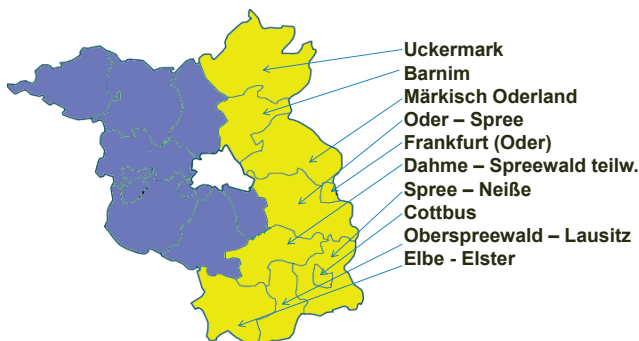 Uckermark
Barnim
Märkisch Oderland
Oder – Spree
Frankfurt (Oder)
Dahme – Spreewald teilw.
Spree – Neiße
Cottbus
Oberspreewald – Lausitz
Elbe - Elster